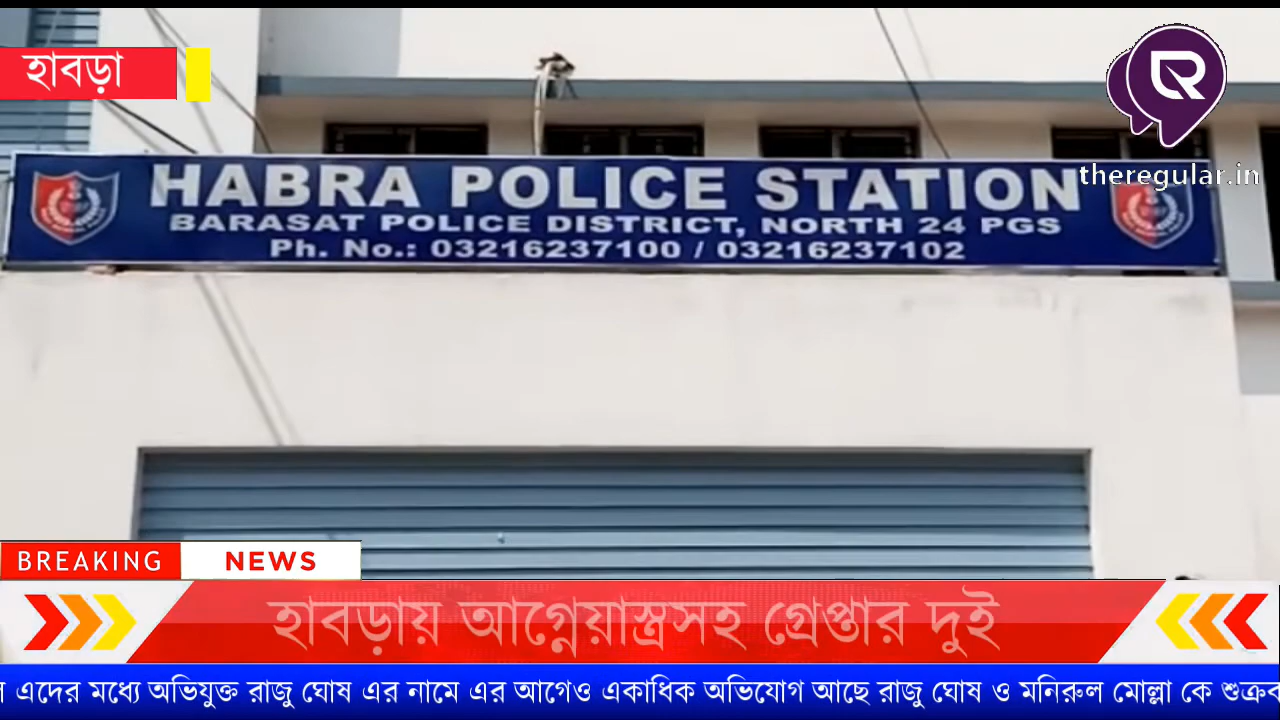 হাবড়া
theregular.in
HABRA POLICE STATION
BARASAT POLICE DISTRICT, NORTH 24 PGS
Ph. No.: 03216237100 / 03216237102
BREAKING NEWS
হাবড়ায় আগ্নেয়াস্ত্রসহ গ্রেপ্তার দুই
এদের মধ্যে অভিযুক্ত রাজু ঘোষ এর নামে এর আগেও একাধিক অভিযোগ আছে রাজু ঘোষ ও মনিরুল মোল্লা কে